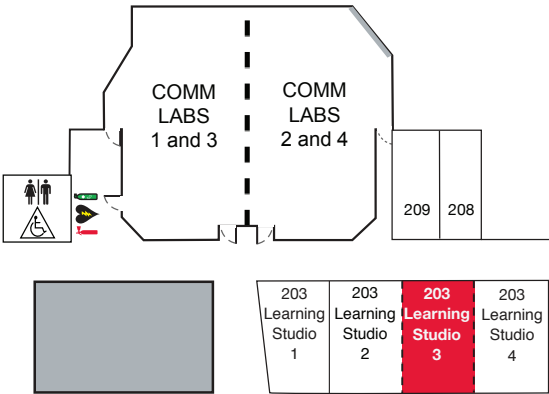 COMM
LABS
1 and 3
COMM
LABS
2 and 4
209
208
203
Learning
Studio
1
203
Learning
Studio
2
203
Learning
Studio
3
203
Learning
Studio
4